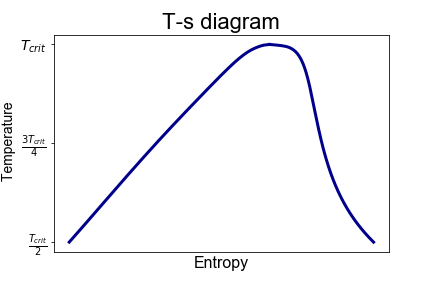 T-s diagram
T_crit
3T_crit/4
T_crit/2
Temperature
Entropy